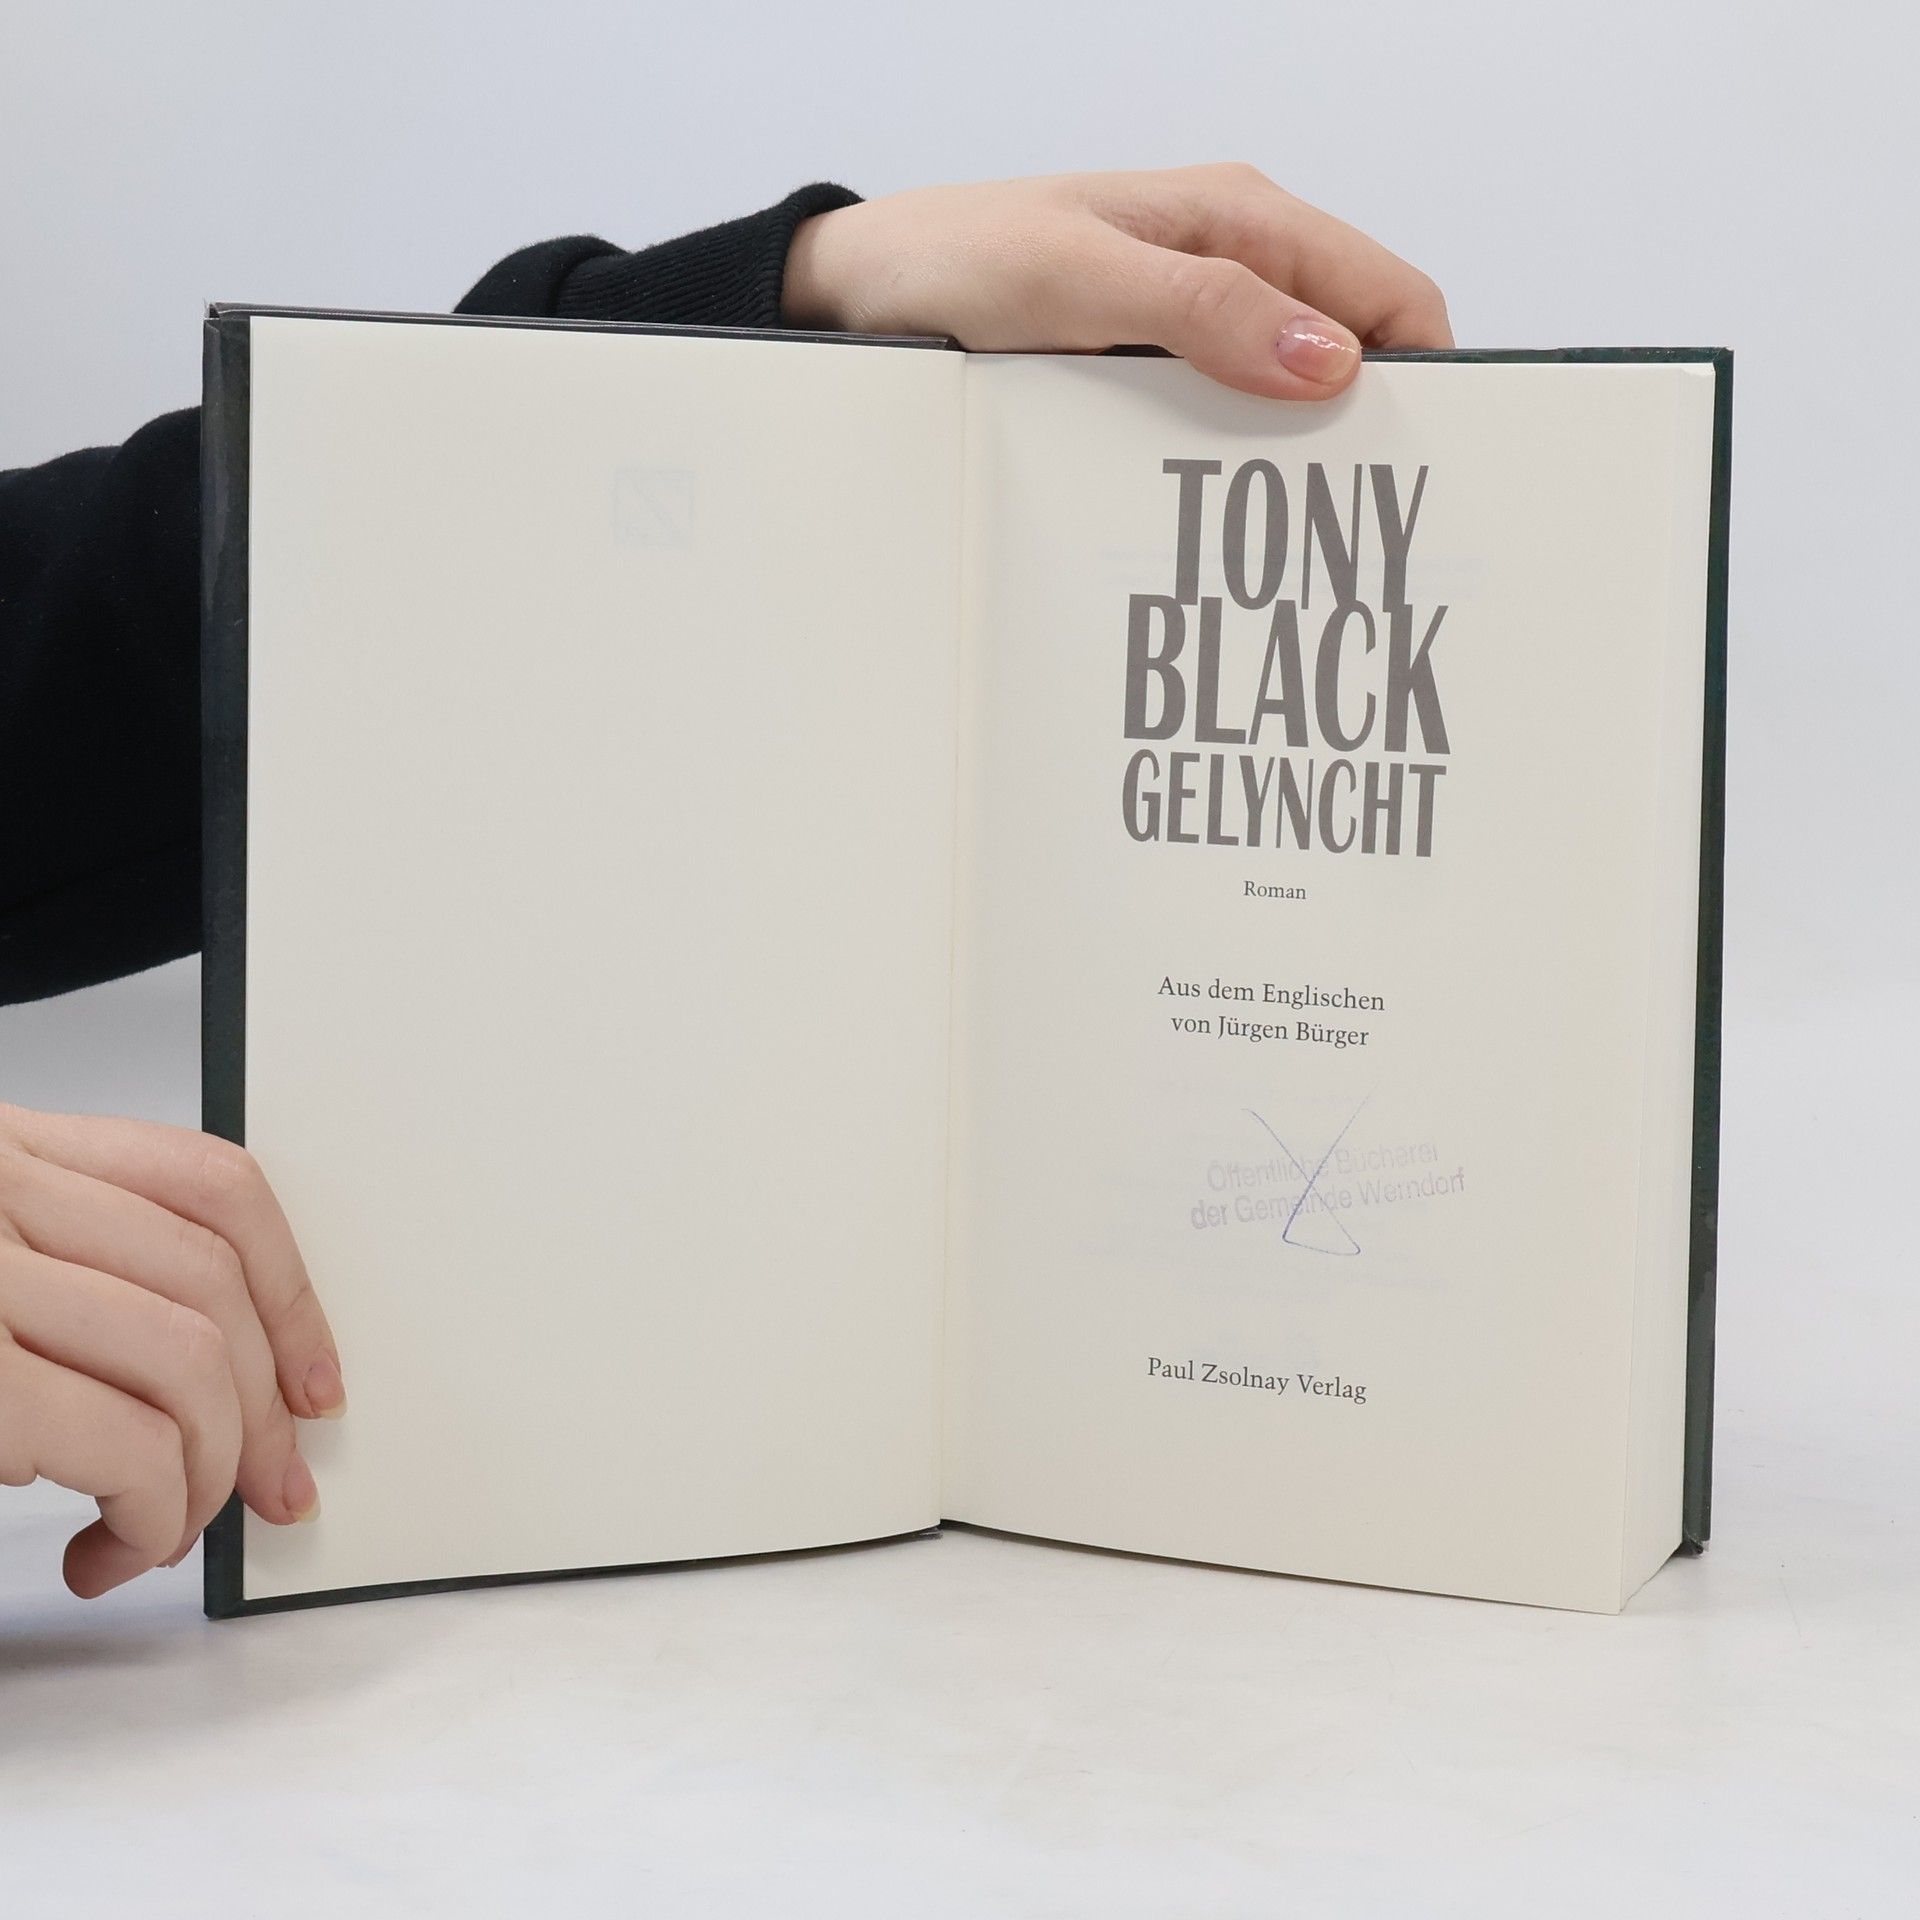 TONY
BLACK
GELYNCHT
Roman
Aus dem Englischen
von Jürgen Bürger
Öffentliche Bücherei
der Gemeinde Werndorf
Paul Zsolnay Verlag